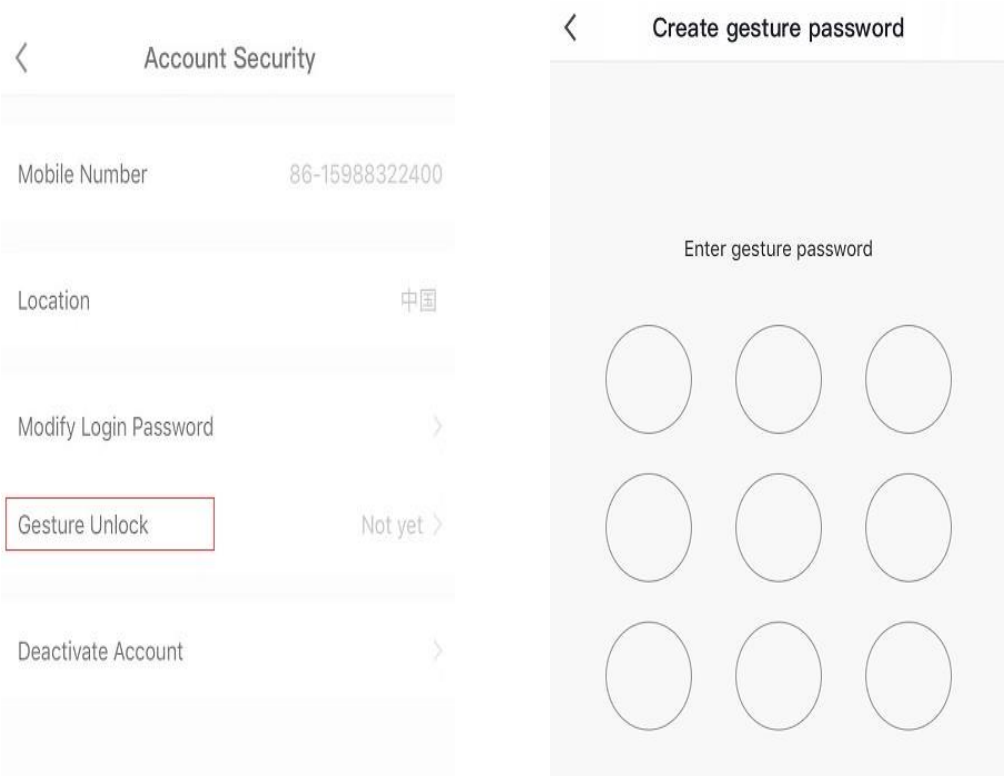 Account Security
Mobile Number 86-15988322400
Location 中国
Modify Login Password
Gesture Unlock Not yet
Deactivate Account
Create gesture password
Enter gesture password